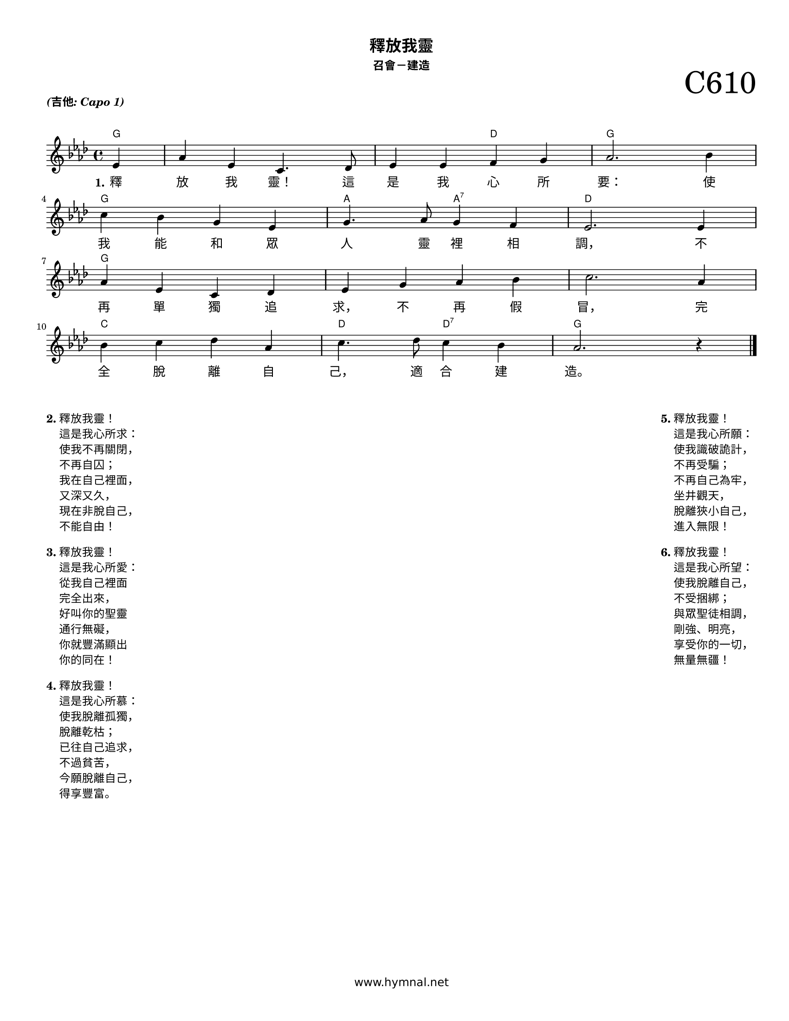 釋放我靈
召會－建造
C610
(吉他: Capo 1)
G D G
1. 釋 放 我 靈！ 這 是 我 心 所 要： 使
4 G A A7 D
我 能 和 眾 人 靈 裡 相 調， 不
7 G
再 單 獨 追 求， 不 再 假 冒， 完
10 C D D7 G
全 脫 離 自 己， 適 合 建 造。
2. 釋放我靈！
這是我心所求：
使我不再關閉，
不再自囚；
我在自己裡面，
又深又久，
現在非脫自己，
不能自由！
3. 釋放我靈！
這是我心所愛：
從我自己裡面
完全出來，
好叫你的聖靈
通行無礙，
你就豐滿顯出
你的同在！
4. 釋放我靈！
這是我心所慕：
使我脫離孤獨，
脫離乾枯；
已往自己追求，
不過貧苦，
今願脫離自己，
得享豐富。
5. 釋放我靈！
這是我心所願：
使我識破詭計，
不再受騙；
不再自己為牢，
坐井觀天，
脫離狹小自己，
進入無限！
6. 釋放我靈！
這是我心所望：
使我脫離自己，
不受捆綁；
與眾聖徒相調，
剛強、明亮，
享受你的一切，
無量無疆！
www.hymnal.net